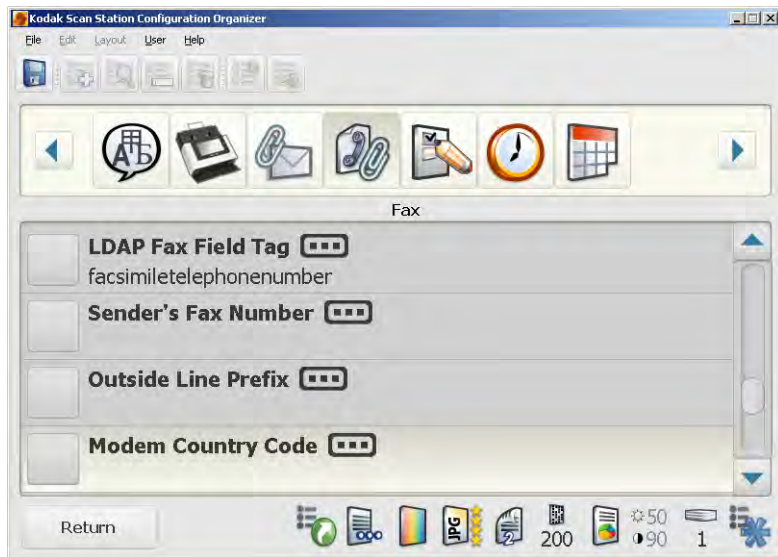 Kodak Scan Station Configuration Organizer
File Edit Layout User Help
Fax
LDAP Fax Field Tag
facsimiletelephonenumber
Sender's Fax Number
Outside Line Prefix
Modem Country Code
Return
JPG
2
200
50
90
1